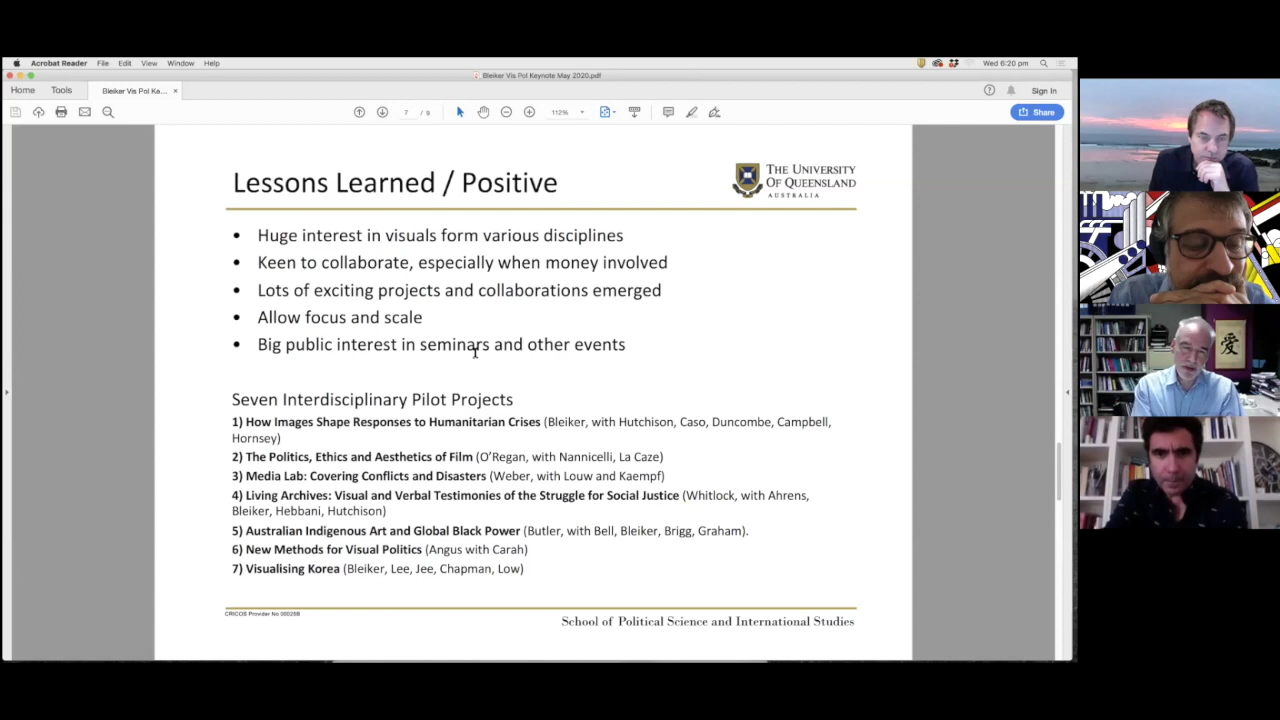 Acrobat Reader File Edit View Window Help Wed 6:20 pm
Bleiker Vis Pol Keynote May 2020.pdf
Home Tools Bleiker Vis Pol Ke... × Sign In
7 / 9 112% Share
Lessons Learned / Positive
THE UNIVERSITY
OF QUEENSLAND
AUSTRALIA
• Huge interest in visuals form various disciplines
• Keen to collaborate, especially when money involved
• Lots of exciting projects and collaborations emerged
• Allow focus and scale
• Big public interest in seminars and other events
Seven Interdisciplinary Pilot Projects
1) How Images Shape Responses to Humanitarian Crises (Bleiker, with Hutchison, Caso, Duncombe, Campbell,
Hornsey)
2) The Politics, Ethics and Aesthetics of Film (O’Regan, with Nannicelli, La Caze)
3) Media Lab: Covering Conflicts and Disasters (Weber, with Louw and Kaempf)
4) Living Archives: Visual and Verbal Testimonies of the Struggle for Social Justice (Whitlock, with Ahrens,
Bleiker, Hebbani, Hutchison)
5) Australian Indigenous Art and Global Black Power (Butler, with Bell, Bleiker, Brigg, Graham).
6) New Methods for Visual Politics (Angus with Carah)
7) Visualising Korea (Bleiker, Lee, Jee, Chapman, Low)
CRICOS Provider No 00025B
School of Political Science and International Studies
愛